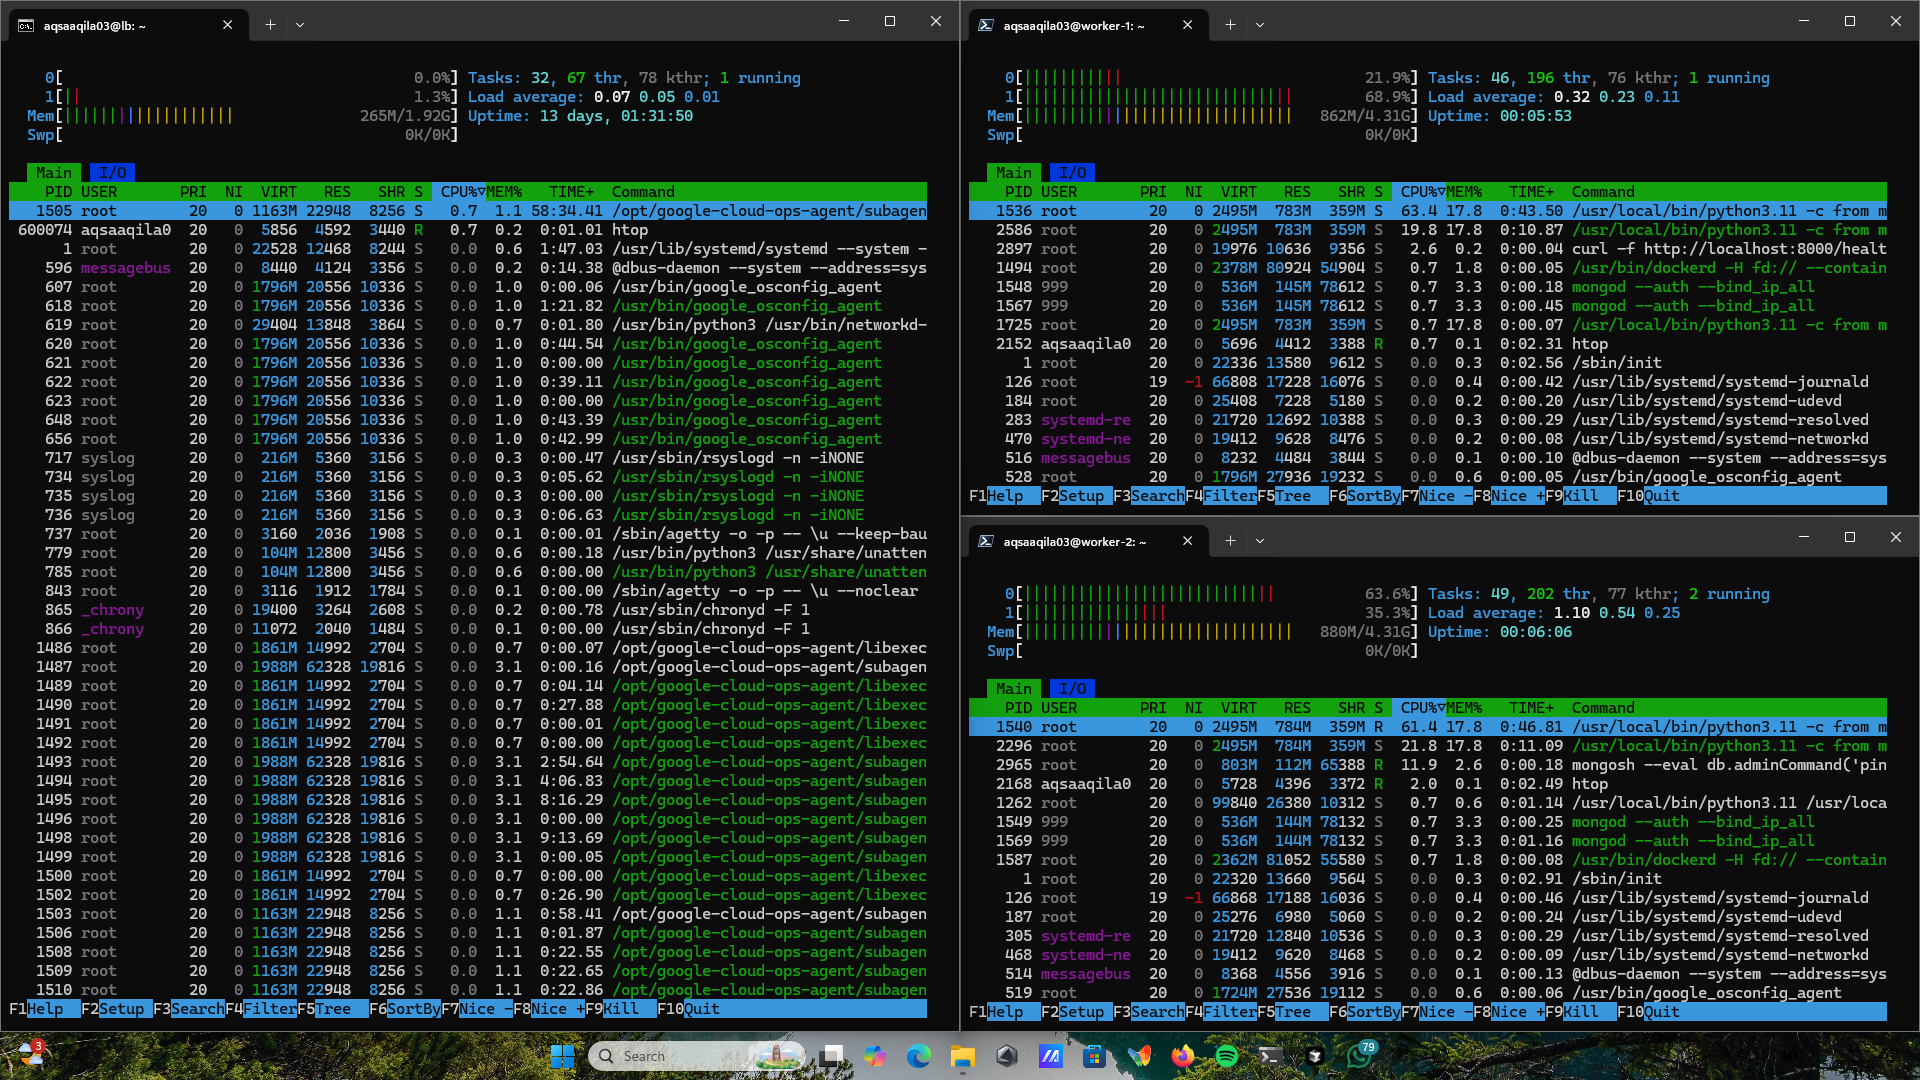 aqsaaqila03@lb: ~
0[ 0.0%] Tasks: 32, 67 thr, 78 kthr; 1 running
1[|| 1.3%] Load average: 0.07 0.05 0.01
Mem[||||||||||||||||||| 265M/1.92G] Uptime: 13 days, 01:31:50
Swp[ 0K/0K]
Main I/O
PID USER PRI NI VIRT RES SHR S CPU%▽MEM% TIME+ Command
1505 root 20 0 1163M 22948 8256 S 0.7 1.1 58:34.41 /opt/google-cloud-ops-agent/subagen
600074 aqsaaqila0 20 0 5856 4592 3440 R 0.7 0.2 0:01.01 htop
1 root 20 0 22528 12468 8244 S 0.0 0.6 1:47.03 /usr/lib/systemd/systemd --system -
596 messagebus 20 0 8440 4124 3356 S 0.0 0.2 0:14.38 @dbus-daemon --system --address=sys
607 root 20 0 1796M 20556 10336 S 0.0 1.0 0:00.06 /usr/bin/google_osconfig_agent
618 root 20 0 1796M 20556 10336 S 0.0 1.0 1:21.82 /usr/bin/google_osconfig_agent
619 root 20 0 29404 13848 3864 S 0.0 0.7 0:01.80 /usr/bin/python3 /usr/bin/networkd-
620 root 20 0 1796M 20556 10336 S 0.0 1.0 0:44.54 /usr/bin/google_osconfig_agent
621 root 20 0 1796M 20556 10336 S 0.0 1.0 0:00.00 /usr/bin/google_osconfig_agent
622 root 20 0 1796M 20556 10336 S 0.0 1.0 0:39.11 /usr/bin/google_osconfig_agent
623 root 20 0 1796M 20556 10336 S 0.0 1.0 0:00.00 /usr/bin/google_osconfig_agent
648 root 20 0 1796M 20556 10336 S 0.0 1.0 0:43.39 /usr/bin/google_osconfig_agent
656 root 20 0 1796M 20556 10336 S 0.0 1.0 0:42.99 /usr/bin/google_osconfig_agent
717 syslog 20 0 216M 5360 3156 S 0.0 0.3 0:00.47 /usr/sbin/rsyslogd -n -iNONE
734 syslog 20 0 216M 5360 3156 S 0.0 0.3 0:05.62 /usr/sbin/rsyslogd -n -iNONE
735 syslog 20 0 216M 5360 3156 S 0.0 0.3 0:00.00 /usr/sbin/rsyslogd -n -iNONE
736 syslog 20 0 216M 5360 3156 S 0.0 0.3 0:06.63 /usr/sbin/rsyslogd -n -iNONE
737 root 20 0 3160 2036 1908 S 0.0 0.1 0:00.01 /sbin/agetty -o -p -- \u --keep-bau
779 root 20 0 104M 12800 3456 S 0.0 0.6 0:00.18 /usr/bin/python3 /usr/share/unatten
785 root 20 0 104M 12800 3456 S 0.0 0.6 0:00.00 /usr/bin/python3 /usr/share/unatten
843 root 20 0 3116 1912 1784 S 0.0 0.1 0:00.00 /sbin/agetty -o -p -- \u --noclear
865 _chrony 20 0 19400 3264 2608 S 0.0 0.2 0:00.78 /usr/sbin/chronyd -F 1
866 _chrony 20 0 11072 2040 1484 S 0.0 0.1 0:00.00 /usr/sbin/chronyd -F 1
1486 root 20 0 1861M 14992 2704 S 0.0 0.7 0:00.07 /opt/google-cloud-ops-agent/libexec
1487 root 20 0 1988M 62328 19816 S 0.0 3.1 0:00.16 /opt/google-cloud-ops-agent/subagen
1489 root 20 0 1861M 14992 2704 S 0.0 0.7 0:04.14 /opt/google-cloud-ops-agent/libexec
1490 root 20 0 1861M 14992 2704 S 0.0 0.7 0:27.88 /opt/google-cloud-ops-agent/libexec
1491 root 20 0 1861M 14992 2704 S 0.0 0.7 0:00.01 /opt/google-cloud-ops-agent/libexec
1492 root 20 0 1861M 14992 2704 S 0.0 0.7 0:00.00 /opt/google-cloud-ops-agent/libexec
1493 root 20 0 1988M 62328 19816 S 0.0 3.1 2:54.64 /opt/google-cloud-ops-agent/subagen
1494 root 20 0 1988M 62328 19816 S 0.0 3.1 4:06.83 /opt/google-cloud-ops-agent/subagen
1495 root 20 0 1988M 62328 19816 S 0.0 3.1 8:16.29 /opt/google-cloud-ops-agent/subagen
1496 root 20 0 1988M 62328 19816 S 0.0 3.1 0:00.00 /opt/google-cloud-ops-agent/subagen
1498 root 20 0 1988M 62328 19816 S 0.0 3.1 9:13.69 /opt/google-cloud-ops-agent/subagen
1499 root 20 0 1988M 62328 19816 S 0.0 3.1 0:00.05 /opt/google-cloud-ops-agent/subagen
1500 root 20 0 1861M 14992 2704 S 0.0 0.7 0:00.00 /opt/google-cloud-ops-agent/libexec
1502 root 20 0 1861M 14992 2704 S 0.0 0.7 0:26.90 /opt/google-cloud-ops-agent/libexec
1503 root 20 0 1163M 22948 8256 S 0.0 1.1 0:58.41 /opt/google-cloud-ops-agent/subagen
1506 root 20 0 1163M 22948 8256 S 0.0 1.1 0:01.87 /opt/google-cloud-ops-agent/subagen
1508 root 20 0 1163M 22948 8256 S 0.0 1.1 0:22.55 /opt/google-cloud-ops-agent/subagen
1509 root 20 0 1163M 22948 8256 S 0.0 1.1 0:22.65 /opt/google-cloud-ops-agent/subagen
1510 root 20 0 1163M 22948 8256 S 0.0 1.1 0:22.86 /opt/google-cloud-ops-agent/subagen
F1Help F2Setup F3SearchF4FilterF5Tree F6SortByF7Nice -F8Nice +F9Kill F10Quit
aqsaaqila03@worker-1: ~
0[||||||||||| 21.9%] Tasks: 46, 196 thr, 76 kthr; 1 running
1[|||||||||||||||||||||||||||||| 68.9%] Load average: 0.32 0.23 0.11
Mem[|||||||||||||||||||||||||||||| 862M/4.31G] Uptime: 00:05:53
Swp[ 0K/0K]
Main I/O
PID USER PRI NI VIRT RES SHR S CPU%▽MEM% TIME+ Command
1536 root 20 0 2495M 783M 359M S 63.4 17.8 0:43.50 /usr/local/bin/python3.11 -c from m
2586 root 20 0 2495M 783M 359M S 19.8 17.8 0:10.87 /usr/local/bin/python3.11 -c from m
2897 root 20 0 19976 10636 9356 S 2.6 0.2 0:00.04 curl -f http://localhost:8000/healt
1494 root 20 0 2378M 80924 54904 S 0.7 1.8 0:00.05 /usr/bin/dockerd -H fd:// --contain
1548 999 20 0 536M 145M 78612 S 0.7 3.3 0:00.18 mongod --auth --bind_ip_all
1567 999 20 0 536M 145M 78612 S 0.7 3.3 0:00.45 mongod --auth --bind_ip_all
1725 root 20 0 2495M 783M 359M S 0.7 17.8 0:00.07 /usr/local/bin/python3.11 -c from m
2152 aqsaaqila0 20 0 5696 4412 3388 R 0.7 0.1 0:02.31 htop
1 root 20 0 22336 13580 9612 S 0.0 0.3 0:02.56 /sbin/init
126 root 19 -1 66808 17228 16076 S 0.0 0.4 0:00.42 /usr/lib/systemd/systemd-journald
184 root 20 0 25408 7228 5180 S 0.0 0.2 0:00.20 /usr/lib/systemd/systemd-udevd
283 systemd-re 20 0 21720 12692 10388 S 0.0 0.3 0:00.29 /usr/lib/systemd/systemd-resolved
470 systemd-ne 20 0 19412 9628 8476 S 0.0 0.2 0:00.08 /usr/lib/systemd/systemd-networkd
516 messagebus 20 0 8232 4484 3844 S 0.0 0.1 0:00.10 @dbus-daemon --system --address=sys
528 root 20 0 1796M 27936 19232 S 0.0 0.6 0:00.05 /usr/bin/google_osconfig_agent
F1Help F2Setup F3SearchF4FilterF5Tree F6SortByF7Nice -F8Nice +F9Kill F10Quit
aqsaaqila03@worker-2: ~
0[|||||||||||||||||||||||||||| 63.6%] Tasks: 49, 202 thr, 77 kthr; 2 running
1[|||||||||||||||| 35.3%] Load average: 1.10 0.54 0.25
Mem[|||||||||||||||||||||||||||||| 880M/4.31G] Uptime: 00:06:06
Swp[ 0K/0K]
Main I/O
PID USER PRI NI VIRT RES SHR S CPU%▽MEM% TIME+ Command
1540 root 20 0 2495M 784M 359M R 61.4 17.8 0:46.81 /usr/local/bin/python3.11 -c from m
2296 root 20 0 2495M 784M 359M S 21.8 17.8 0:11.09 /usr/local/bin/python3.11 -c from m
2965 root 20 0 803M 112M 65388 R 11.9 2.6 0:00.18 mongosh --eval db.adminCommand('pin
2168 aqsaaqila0 20 0 5728 4396 3372 R 2.0 0.1 0:02.49 htop
1262 root 20 0 99840 26380 10312 S 0.7 0.6 0:01.14 /usr/local/bin/python3.11 /usr/loca
1549 999 20 0 536M 144M 78132 S 0.7 3.3 0:00.25 mongod --auth --bind_ip_all
1569 999 20 0 536M 144M 78132 S 0.7 3.3 0:01.16 mongod --auth --bind_ip_all
1587 root 20 0 2362M 81052 55580 S 0.7 1.8 0:00.08 /usr/bin/dockerd -H fd:// --contain
1 root 20 0 22320 13660 9564 S 0.0 0.3 0:02.91 /sbin/init
126 root 19 -1 66868 17188 16036 S 0.0 0.4 0:00.46 /usr/lib/systemd/systemd-journald
187 root 20 0 25276 6980 5060 S 0.0 0.2 0:00.24 /usr/lib/systemd/systemd-udevd
305 systemd-re 20 0 21720 12840 10536 S 0.0 0.3 0:00.29 /usr/lib/systemd/systemd-resolved
468 systemd-ne 20 0 19412 9620 8468 S 0.0 0.2 0:00.09 /usr/lib/systemd/systemd-networkd
514 messagebus 20 0 8368 4556 3916 S 0.0 0.1 0:00.13 @dbus-daemon --system --address=sys
519 root 20 0 1724M 27536 19112 S 0.0 0.6 0:00.06 /usr/bin/google_osconfig_agent
F1Help F2Setup F3SearchF4FilterF5Tree F6SortByF7Nice -F8Nice +F9Kill F10Quit
3
Search
79